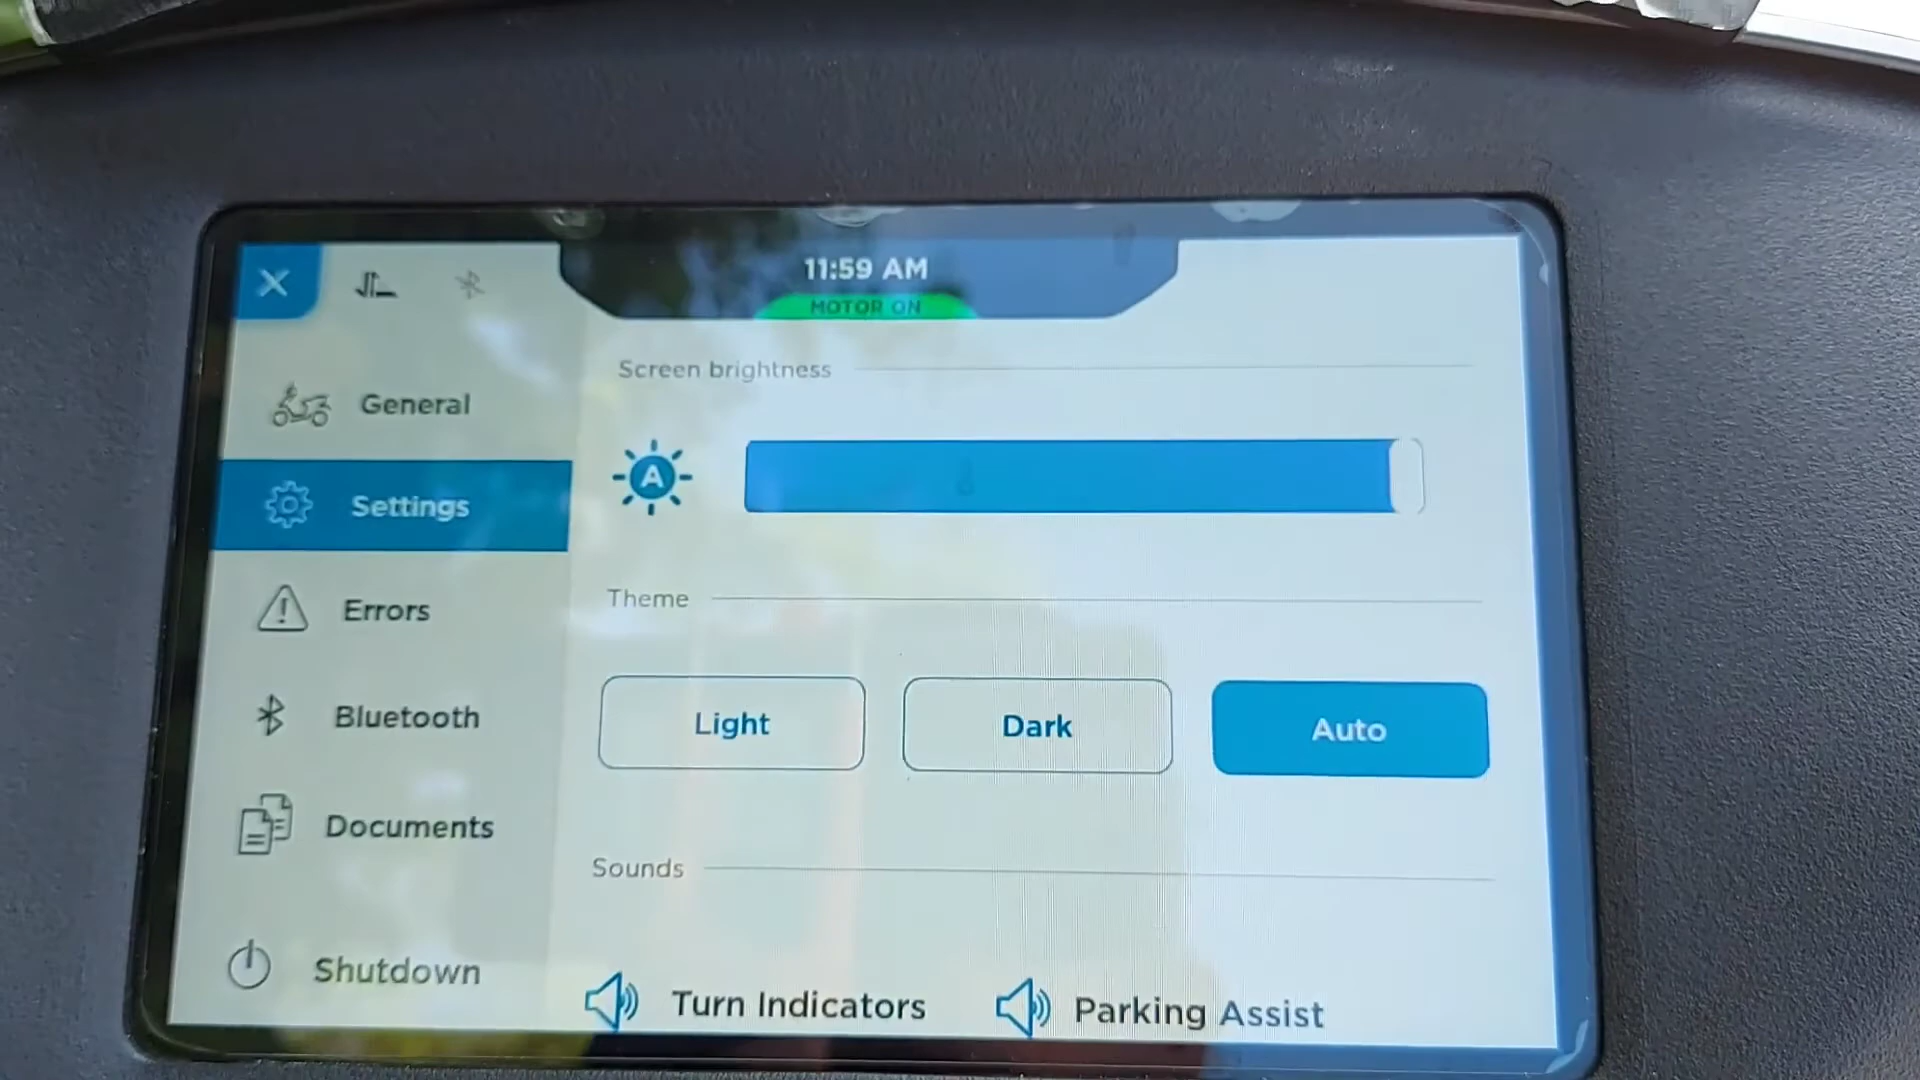 11:59 AM
MOTOR ON
General
Settings
Errors
Bluetooth
Documents
Shutdown
Screen brightness
A
Theme
Light
Dark
Auto
Sounds
Turn Indicators
Parking Assist